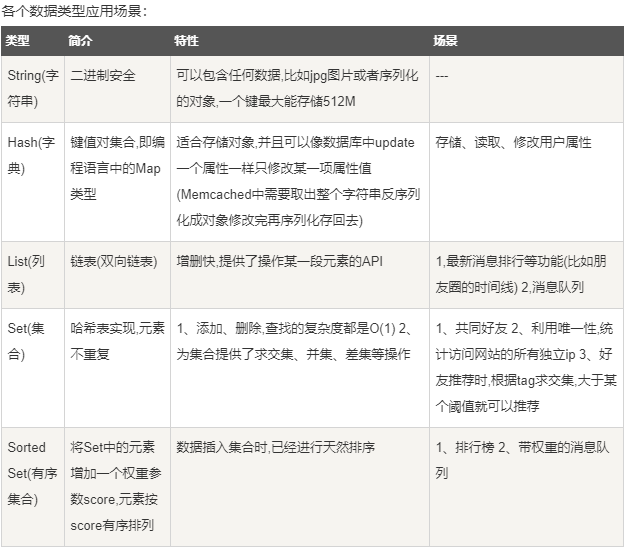 各个数据类型应用场景：
类型 简介 特性 场景
String(字
符串)
二进制安全
可以包含任何数据,比如jpg图片或者序列化
的对象,一个键最大能存储512M
---
Hash(字
典)
键值对集合,即编
程语言中的Map
类型
适合存储对象,并且可以像数据库中update
一个属性一样只修改某一项属性值
(Memcached中需要取出整个字符串反序列
化成对象修改完再序列化存回去)
存储、读取、修改用户属性
List(列
表)
链表(双向链表)
增删快,提供了操作某一段元素的API
1,最新消息排行等功能(比如朋
友圈的时间线) 2,消息队列
Set(集
合)
哈希表实现,元素
不重复
1、添加、删除,查找的复杂度都是O(1) 2、
为集合提供了求交集、并集、差集等操作
1、共同好友 2、利用唯一性,统
计访问网站的所有独立ip 3、好
友推荐时,根据tag求交集,大于某
个阈值就可以推荐
Sorted
Set(有序
集合)
将Set中的元素
增加一个权重参
数score,元素按
score有序排列
数据插入集合时,已经进行天然排序
1、排行榜 2、带权重的消息队
列